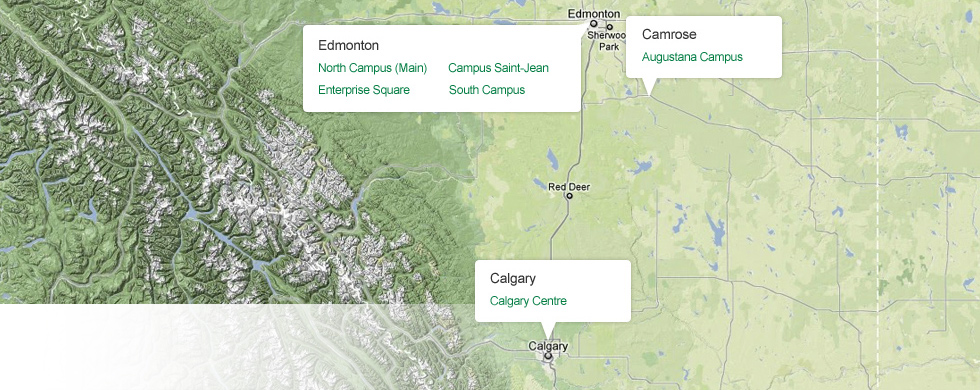 Edmonton
Sherwoo
Park
Edmonton
North Campus (Main) Campus Saint-Jean
Enterprise Square South Campus
Camrose
Augustana Campus
Red Deer
Calgary
Calgary Centre
Calgary